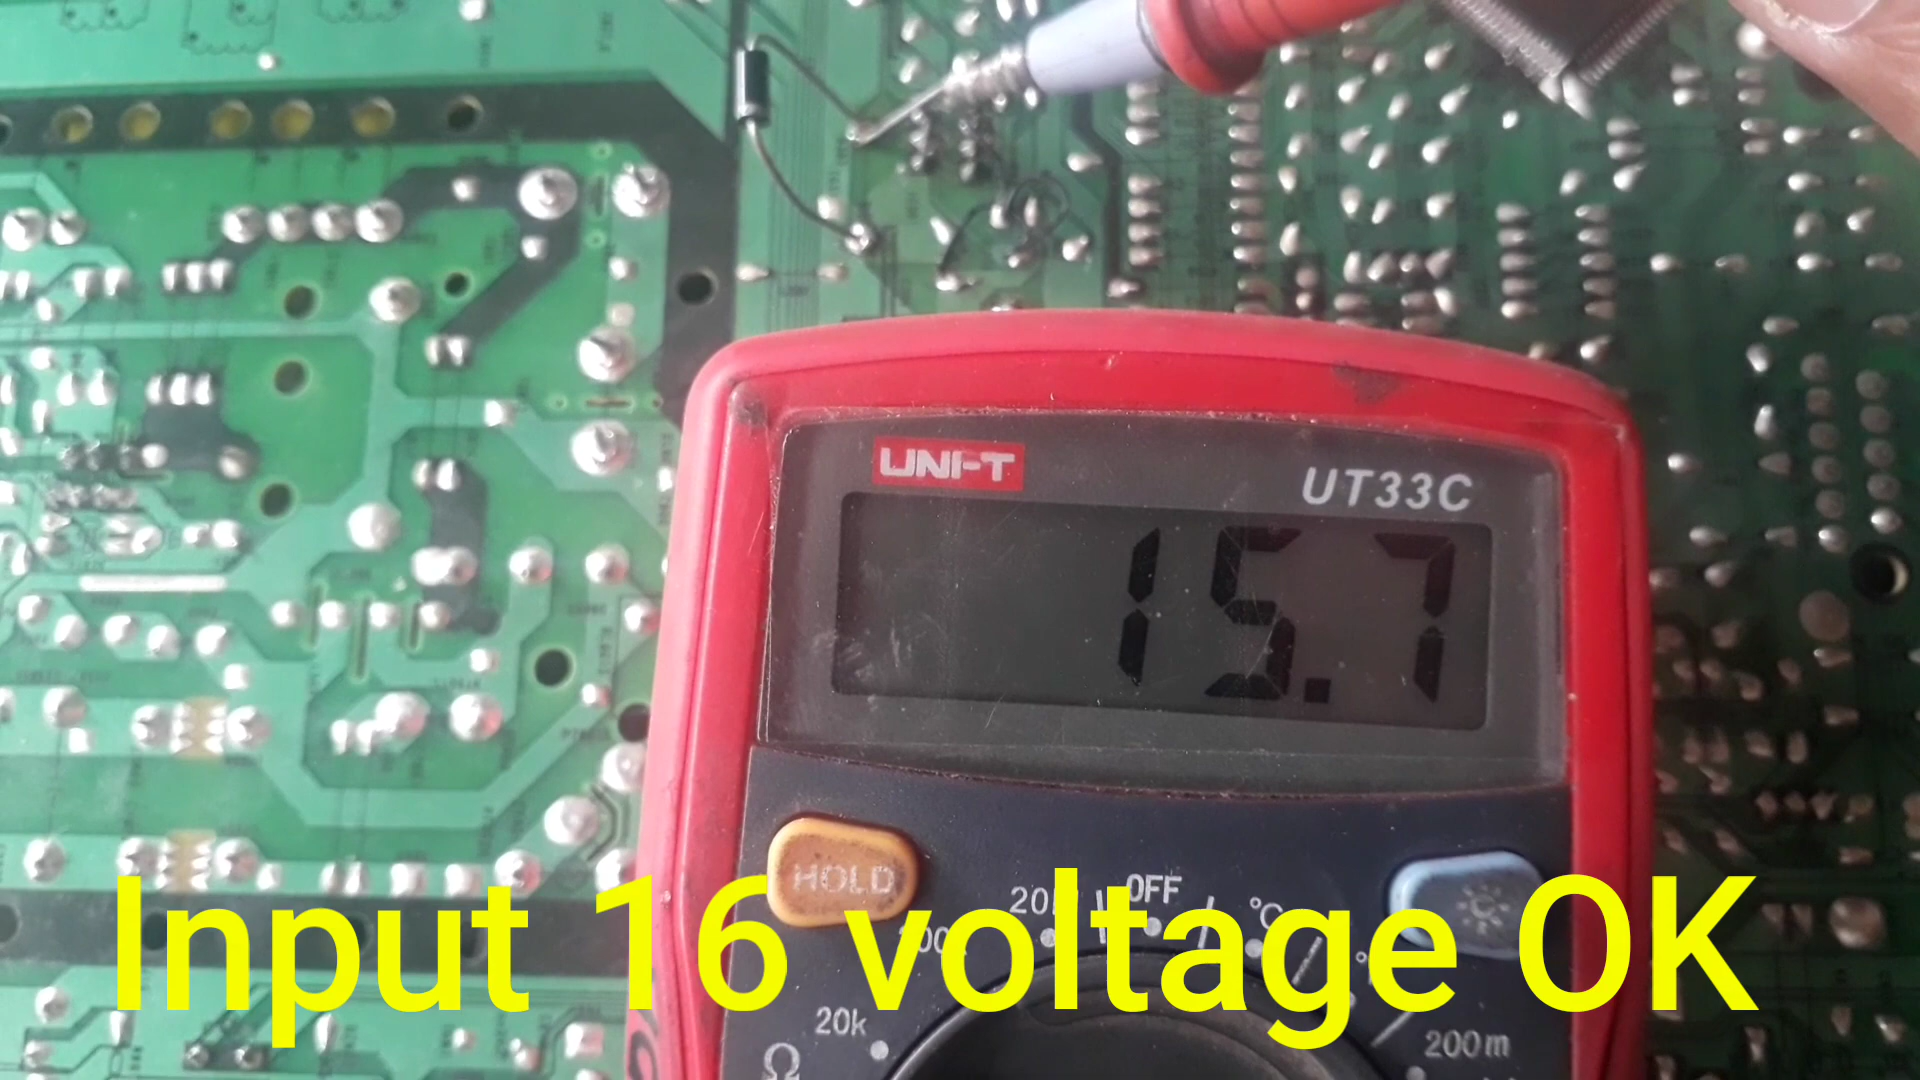 UNI-T
UT33C
15.7
HOLD
OFF
°C
20k
Ω
200m
Input 16 voltage OK